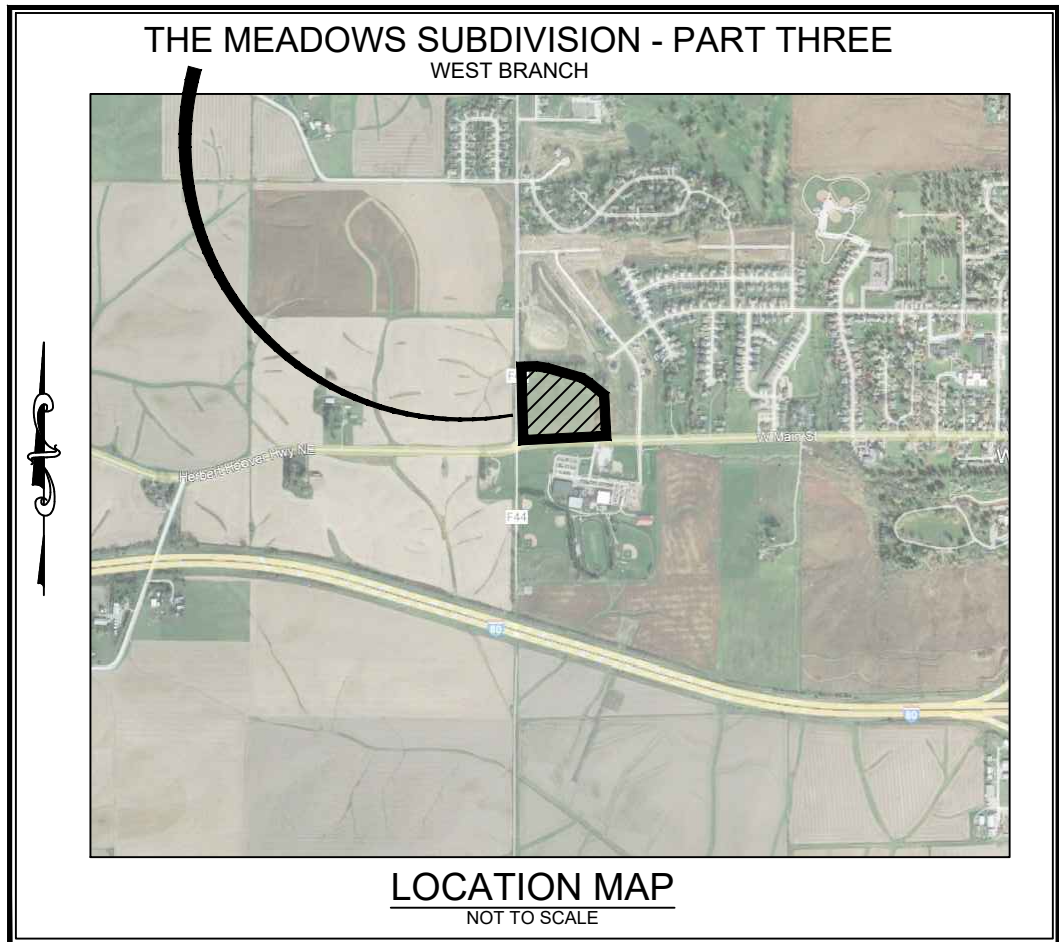 THE MEADOWS SUBDIVISION - PART THREE
WEST BRANCH
W Main St
Herbert Hoover Hwy NE
W
F44
80
80
LOCATION MAP
NOT TO SCALE